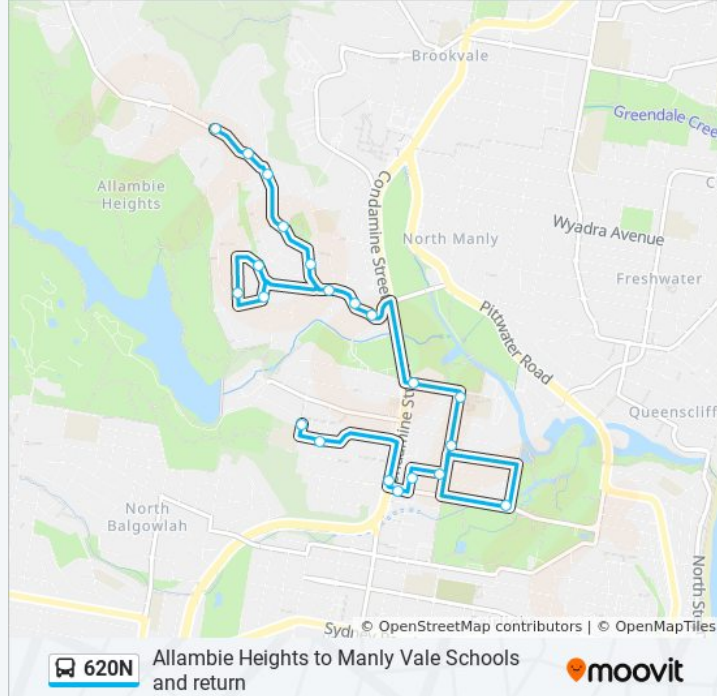 Brookvale
Greendale Cree
Allambie
Heights
Condamine Street
North Manly
Wyadra Avenue
Freshwater
Pittwater Road
Queenscliff
North
Balgowlah
© OpenStreetMap contributors | © OpenMapTiles
620N
Allambie Heights to Manly Vale Schools
and return
moovit